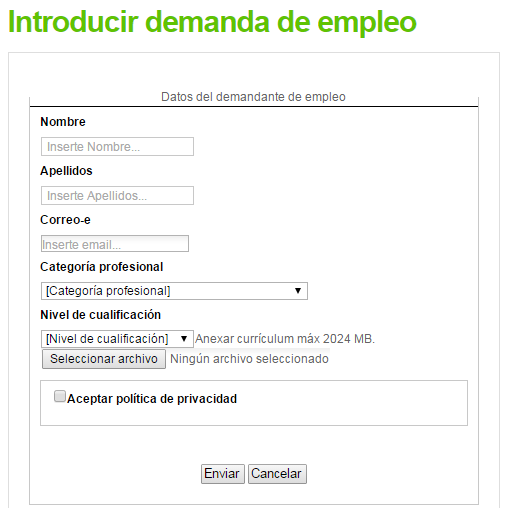 Introducir demanda de empleo
Datos del demandante de empleo
Nombre
Inserte Nombre...
Apellidos
Inserte Apellidos...
Correo-e
Inserte email...
Categoría profesional
[Categoría profesional]
Nivel de cualificación
[Nivel de cualificación] Anexar currículum máx 2024 MB.
Seleccionar archivo Ningún archivo seleccionado
Aceptar política de privacidad
Enviar Cancelar